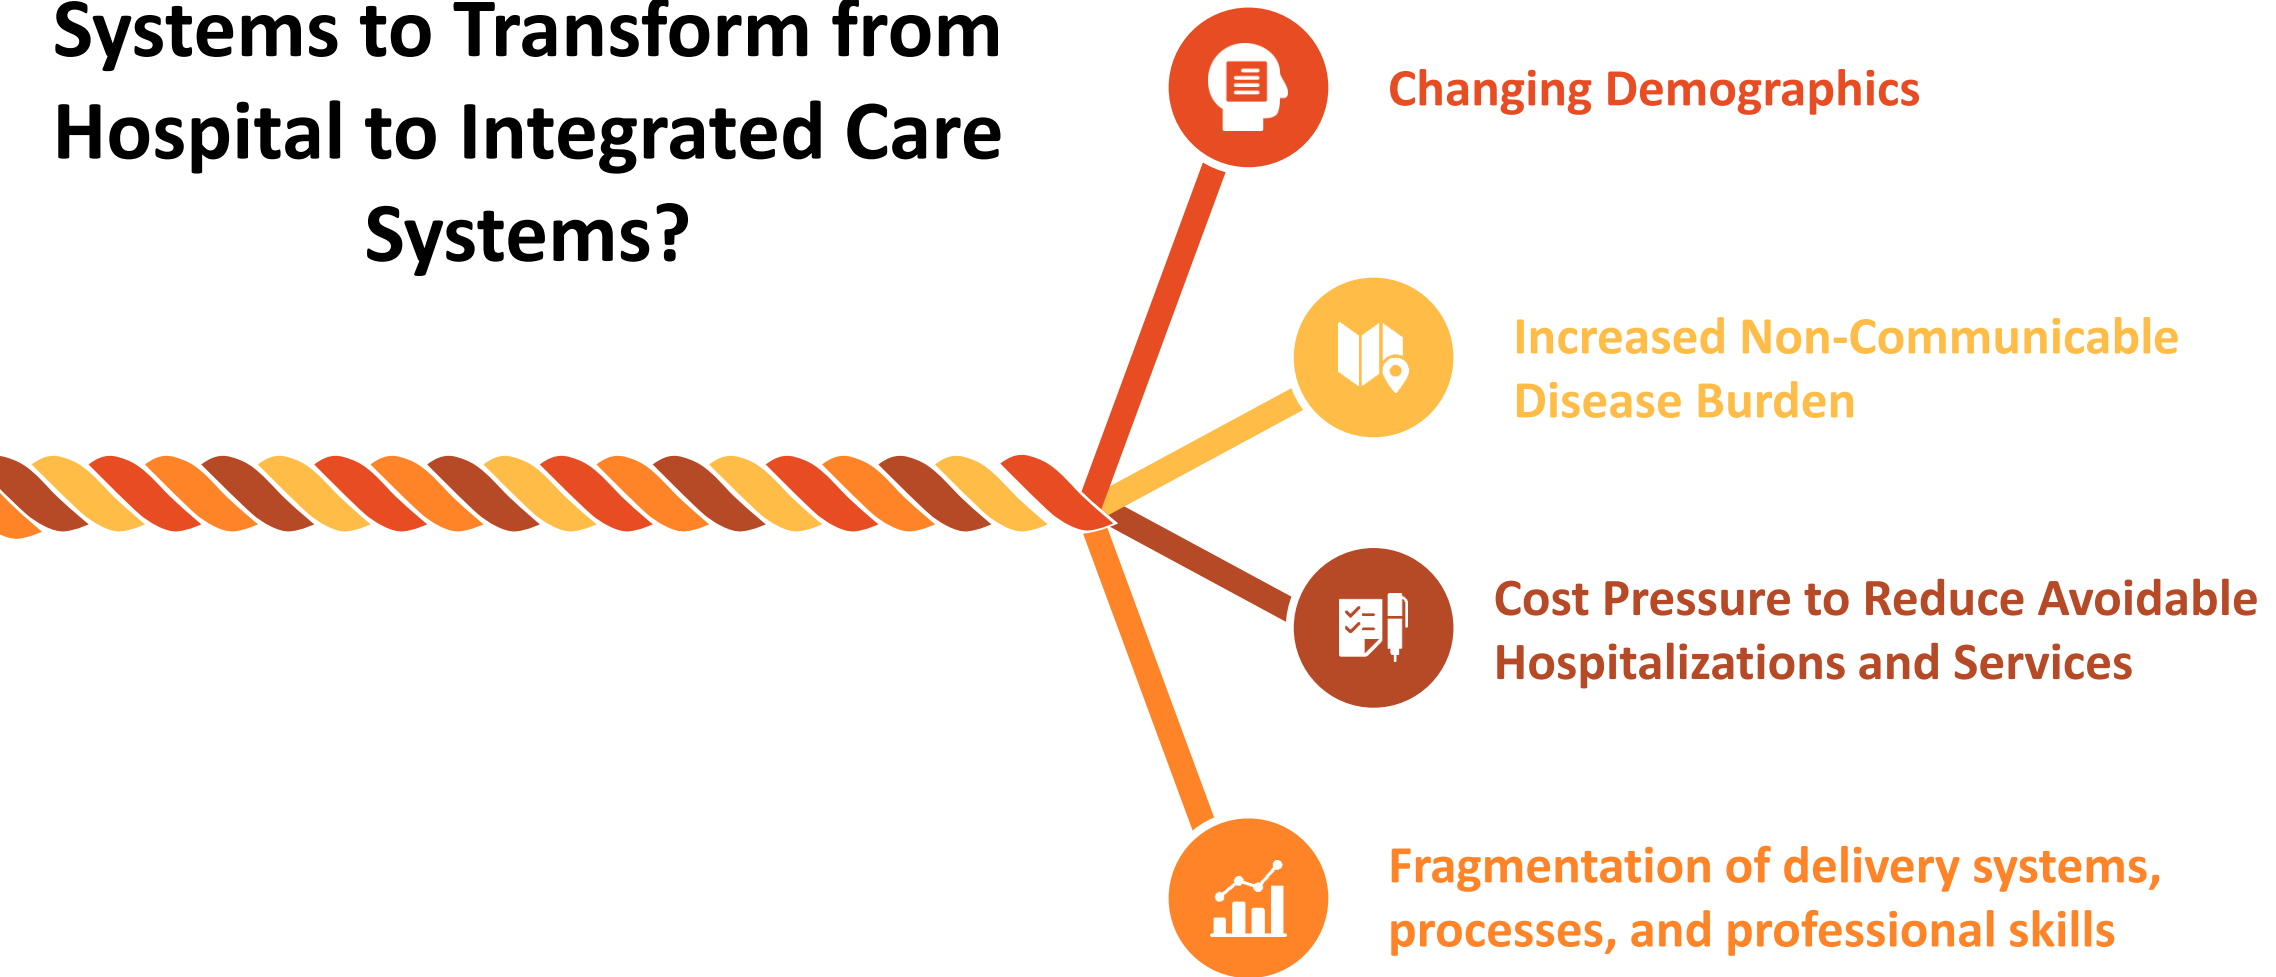 Systems to Transform from
Hospital to Integrated Care
Systems?
Changing Demographics
Increased Non-Communicable
Disease Burden
Cost Pressure to Reduce Avoidable
Hospitalizations and Services
Fragmentation of delivery systems,
processes, and professional skills